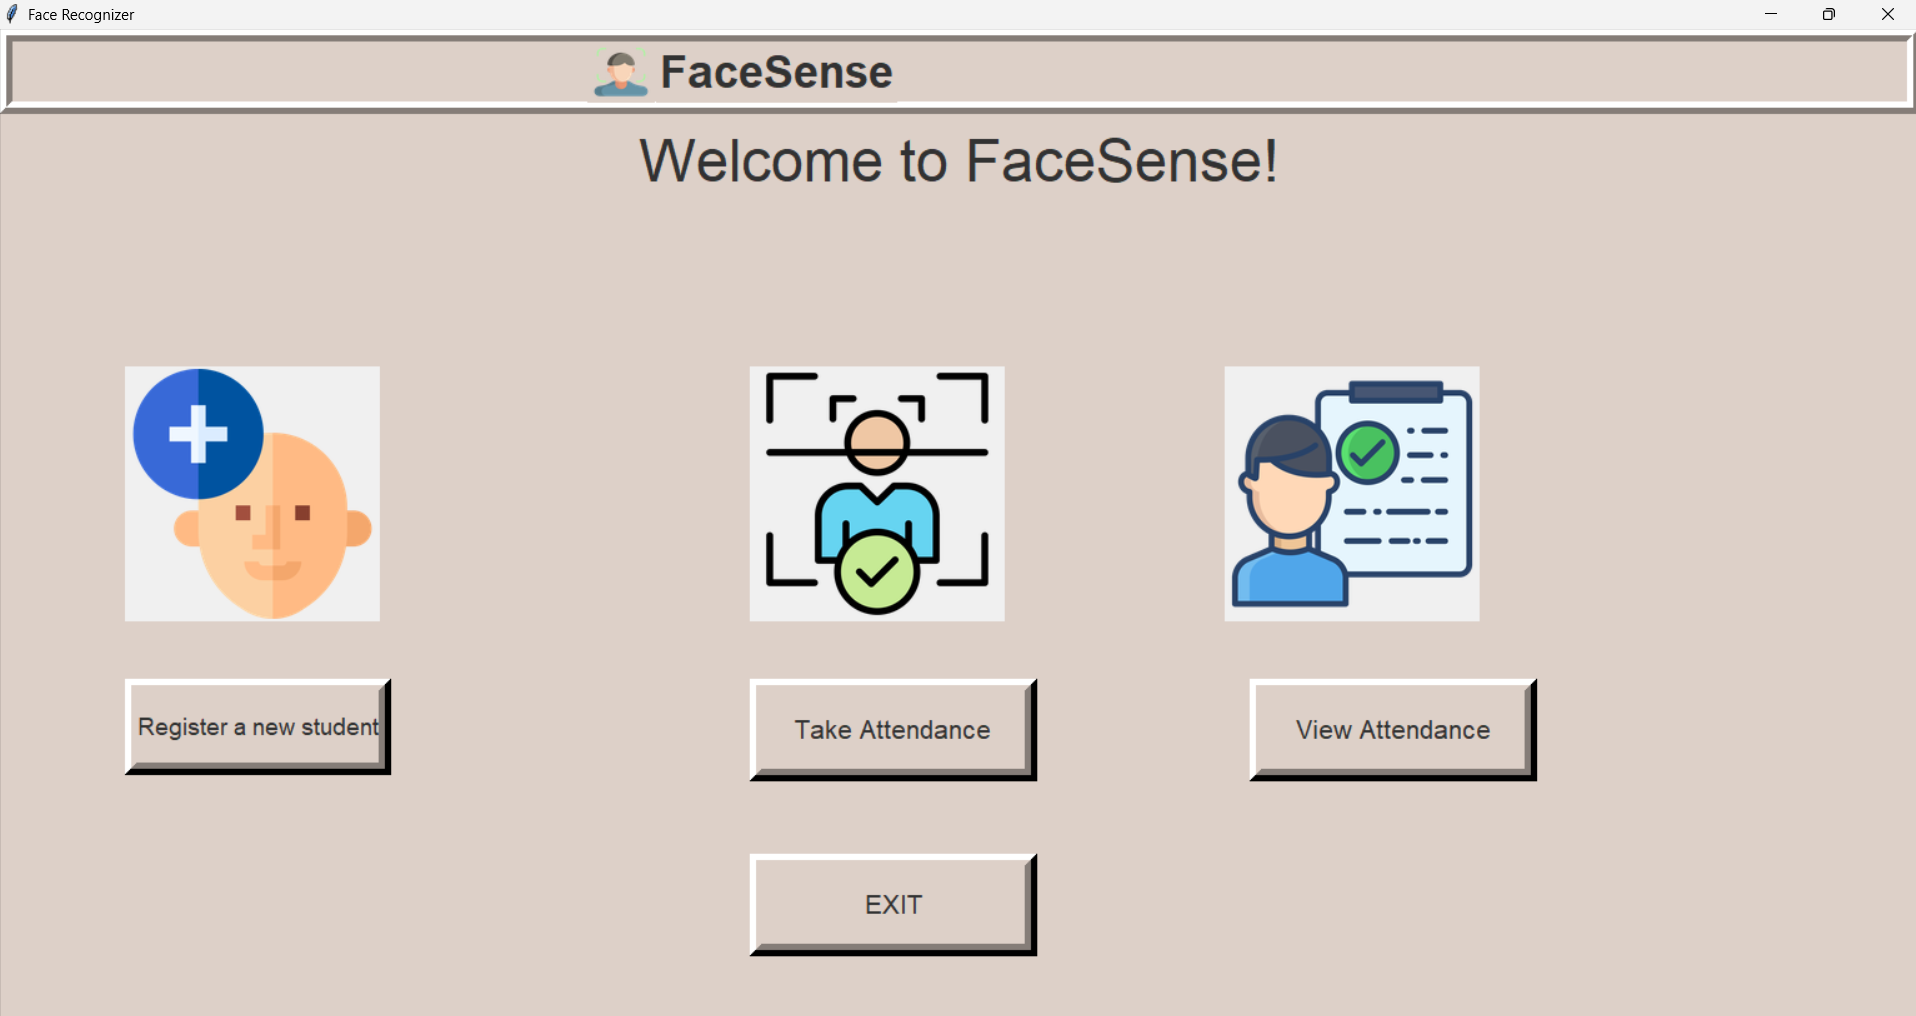 Face Recognizer
FaceSense
Welcome to FaceSense!
Register a new student
Take Attendance
View Attendance
EXIT